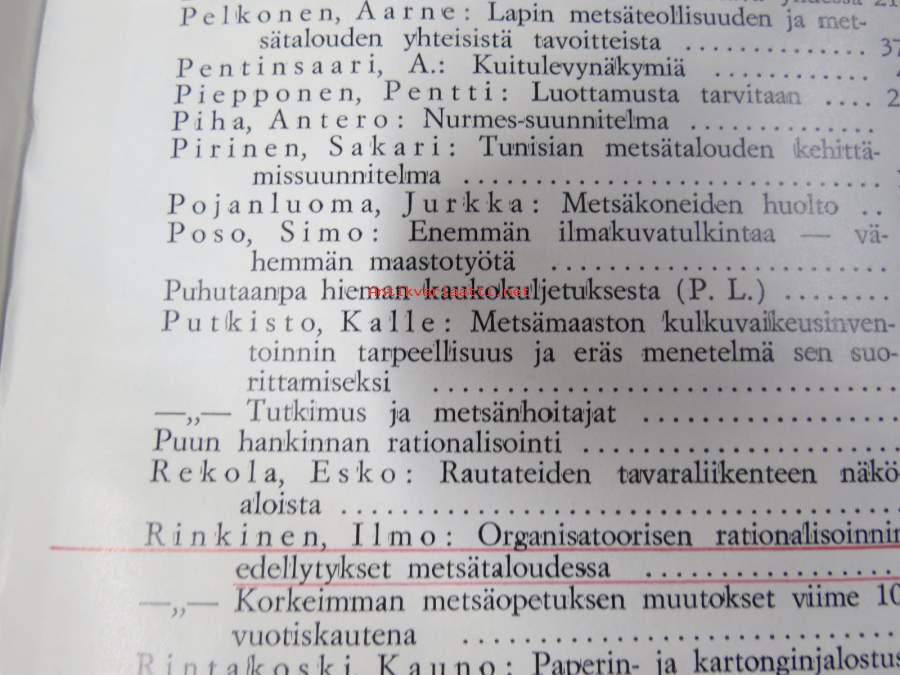 Pelkonen, Aarne: Lapin metsäteollisuuden ja met-
sätalouden yhteisistä tavoitteista ............... 37
Pentinsaari, A.: Kuitulevynäkymiä ............
Piepponen, Pentti: Luottamusta tarvitaan .... 2
Piha, Antero: Nurmes-suunnitelma ..............
Pirinen, Sakari: Tunisian metsätalouden kehittä-
missuunnitelma ................................
Pojanluoma, Jurkka: Metsäkoneiden huolto ..
Poso, Simo: Enemmän ilmakuvatulkintaa — vä-
hemmän maastotyötä .........................
Puhutaanpa hieman kaukokuljetuksesta (P. L.) ........
Antikvariaatti.net
Putkisto, Kalle: Metsämaaston kulkuvaikeusinven-
toinnin tarpeellisuus ja eräs menetelmä sen suo-
rittamiseksi ..................................
—„— Tutkimus ja metsänhoitajat ...................
Puun hankinnan rationalisointi .......................
Rekola, Esko: Rautateiden tavaraliikenteen näkö
aloista ........................................
Rinkinen, Ilmo: Organisatoorisen rationalisoinnin
edellytykset metsätaloudessa ..................
—„— Korkeimman metsäopetuksen muutokset viime 10
vuotiskautena ................................
Rintakoski, Kauno: Paperin- ja kartonginjalostus